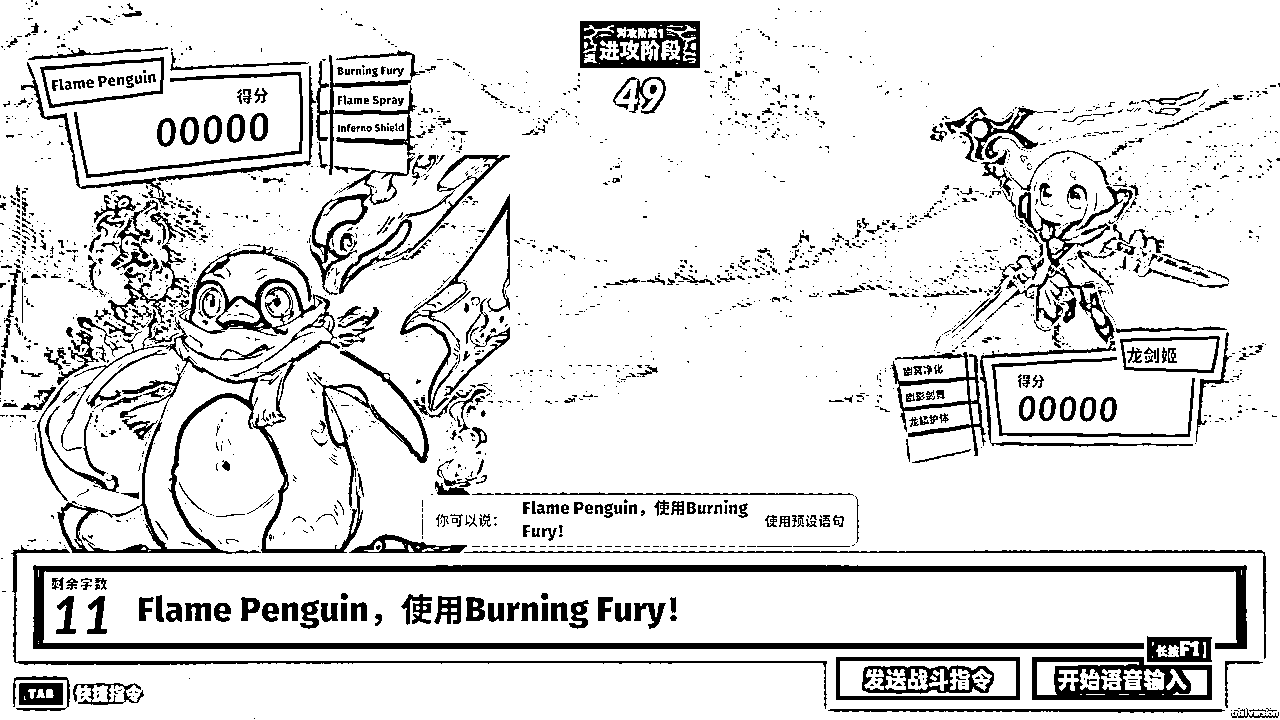 对攻阶段1
进攻阶段
49
Flame Penguin
得分
00000
Burning Fury
Flame Spray
Inferno Shield
龙剑姬
得分
00000
幽冥净化
幽影剑舞
龙鳞护体
你可以说:
Flame Penguin，使用Burning
Fury!
使用预设语句
剩余字数
11
Flame Penguin，使用Burning Fury!
长按F1
TAB 快捷指令
发送战斗指令
开始语音输入
trial version